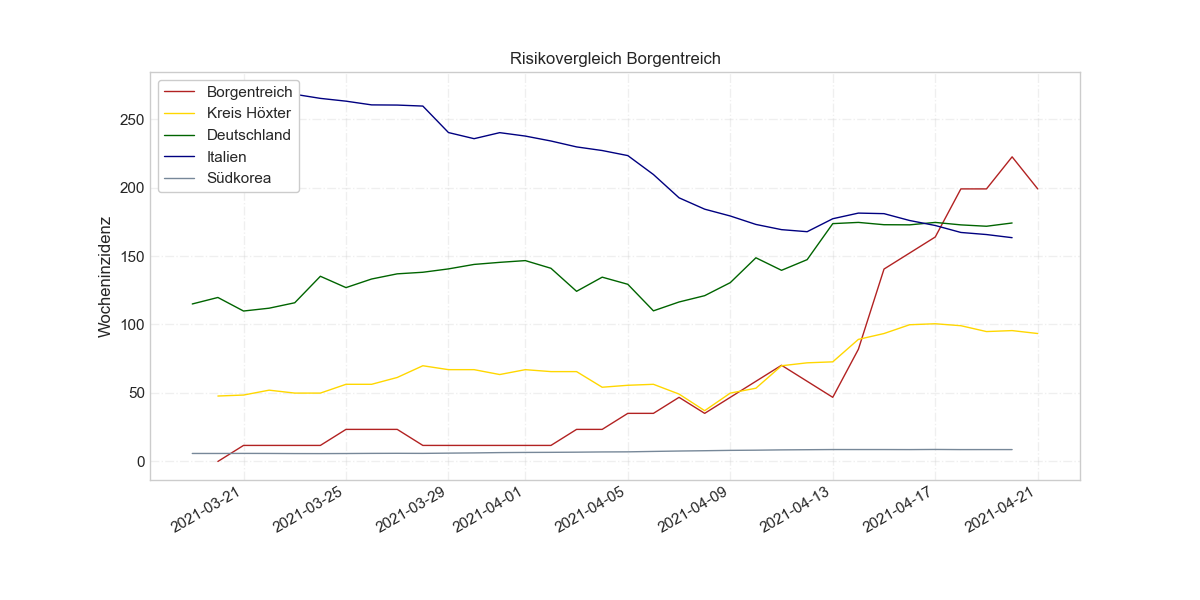 Risikovergleich Borgentreich
Borgentreich
Kreis Höxter
Deutschland
Italien
Südkorea
Wocheninzidenz
250
200
150
100
50
0
2021-03-21
2021-03-25
2021-03-29
2021-04-01
2021-04-05
2021-04-09
2021-04-13
2021-04-17
2021-04-21